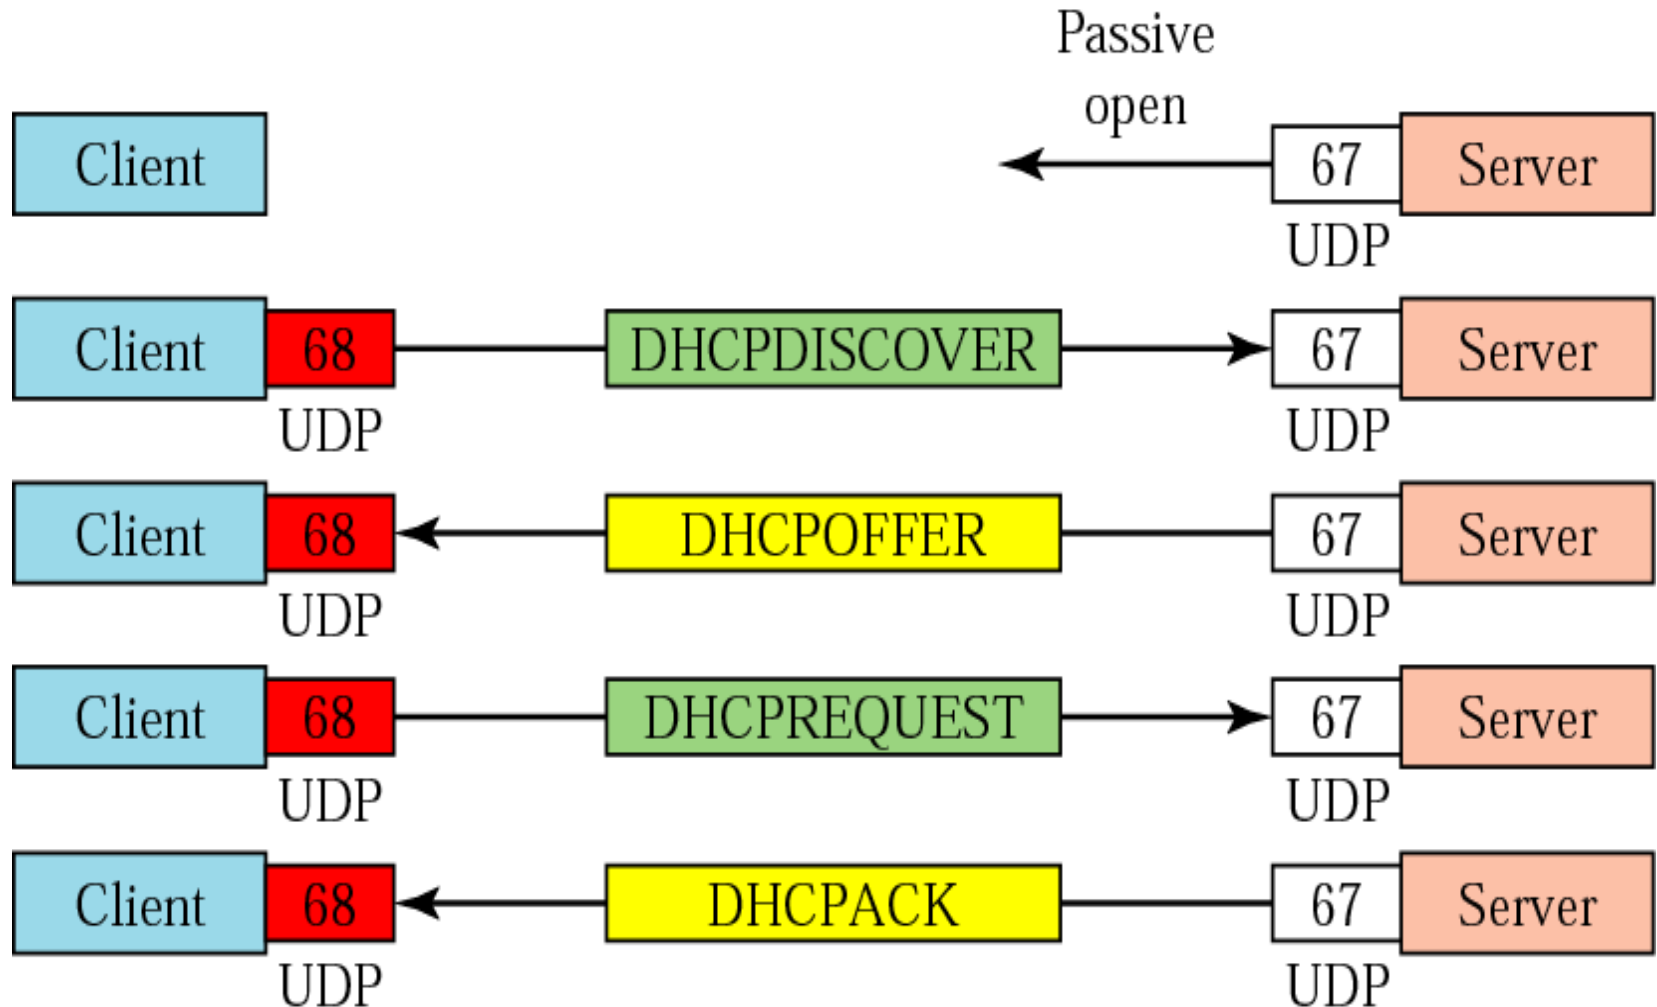 Passive
open
Client 67 Server
UDP
Client 68 DHCPDISCOVER 67 Server
UDP UDP
Client 68 DHCPOFFER 67 Server
UDP UDP
Client 68 DHCPREQUEST 67 Server
UDP UDP
Client 68 DHCPACK 67 Server
UDP UDP